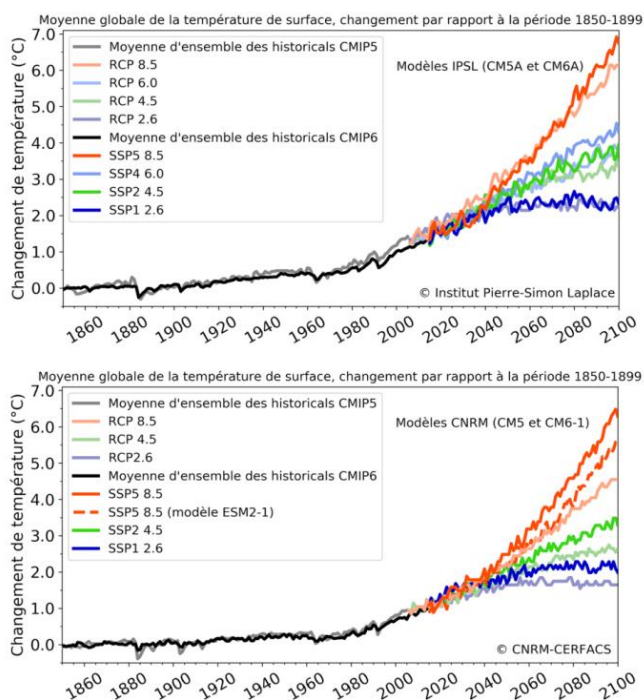 Moyenne globale de la température de surface, changement par rapport à la période 1850-1899
Changement de température (°C)
7.0
6.0
5.0
4.0
3.0
2.0
1.0
0.0
Moyenne d'ensemble des historicals CMIP5
RCP 8.5
RCP 6.0
RCP 4.5
RCP 2.6
Moyenne d'ensemble des historicals CMIP6
SSP5 8.5
SSP4 6.0
SSP2 4.5
SSP1 2.6
Modèles IPSL (CM5A et CM6A)
© Institut Pierre-Simon Laplace
1860 1880 1900 1920 1940 1960 1980 2000 2020 2040 2060 2080 2100
Moyenne globale de la température de surface, changement par rapport à la période 1850-1899
Changement de température (°C)
7.0
6.0
5.0
4.0
3.0
2.0
1.0
0.0
Moyenne d'ensemble des historicals CMIP5
RCP 8.5
RCP 4.5
RCP2.6
Moyenne d'ensemble des historicals CMIP6
SSP5 8.5
SSP5 8.5 (modèle ESM2-1)
SSP2 4.5
SSP1 2.6
Modèles CNRM (CM5 et CM6-1)
© CNRM-CERFACS
1860 1880 1900 1920 1940 1960 1980 2000 2020 2040 2060 2080 2100